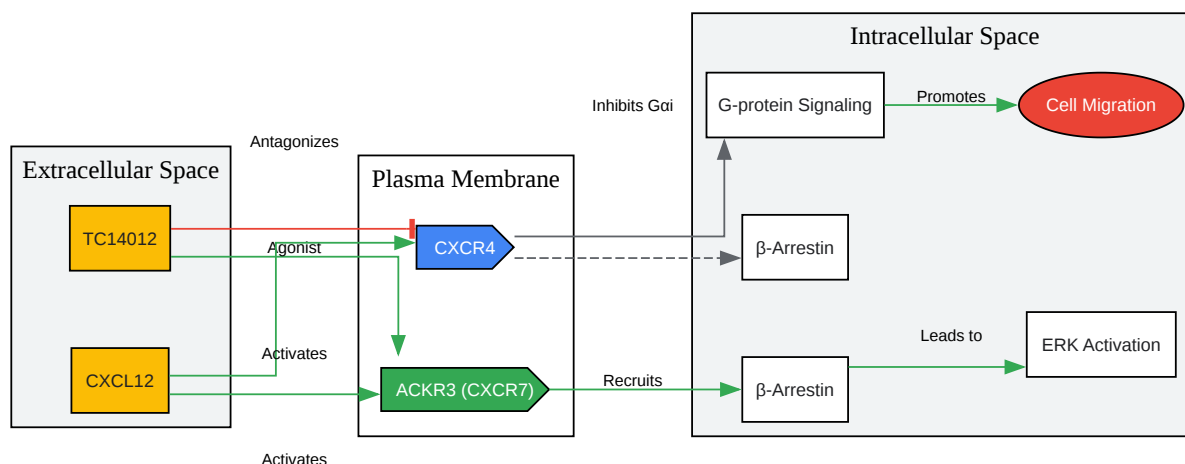 Intracellular Space
G-protein Signaling
Promotes
Cell Migration
Inhibits Gαi
Antagonizes
Extracellular Space
Plasma Membrane
TC14012
CXCR4
Agonist
β-Arrestin
Activates
CXCL12
ACKR3 (CXCR7)
Recruits
β-Arrestin
Leads to
ERK Activation
Activates